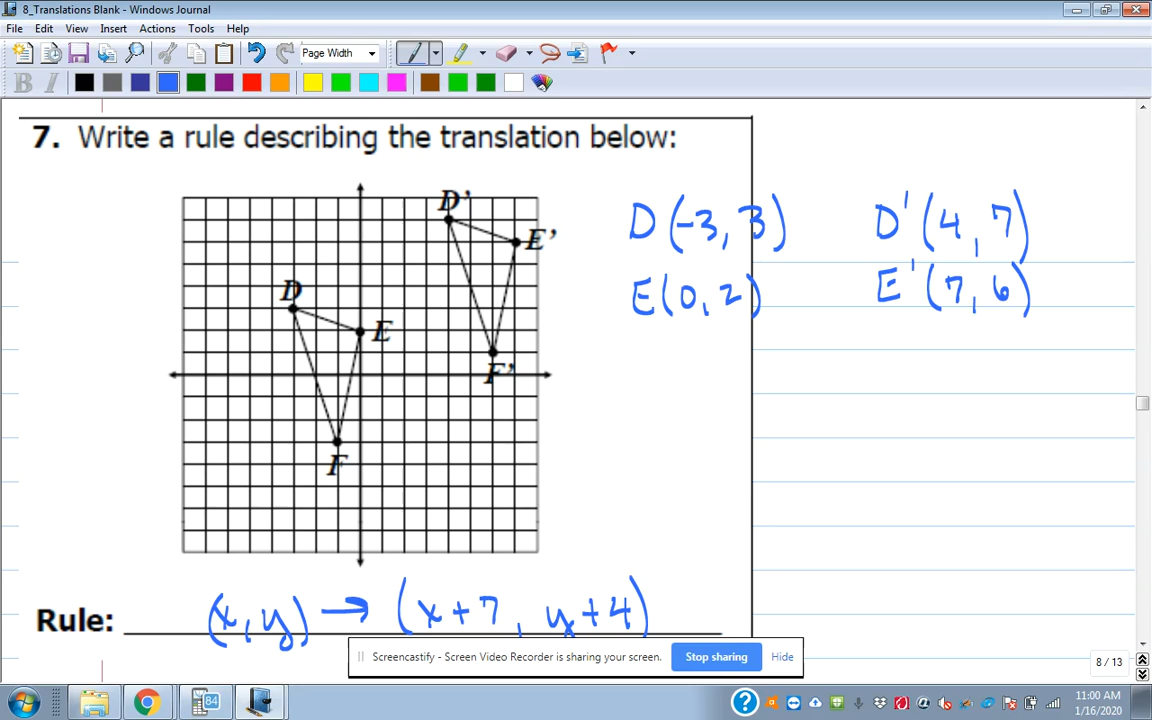 8_Translations Blank - Windows Journal
File Edit View Insert Actions Tools Help
Page Width
B I
7. Write a rule describing the translation below:
D'
E'
D
E
F'
F
D(-3, 3) D'(4, 7)
E(0, 2) E'(7, 6)
Rule: (x, y) → (x+7, y+4)
Screencastify - Screen Video Recorder is sharing your screen. Stop sharing Hide
8 / 13
84
11:00 AM
1/16/2020